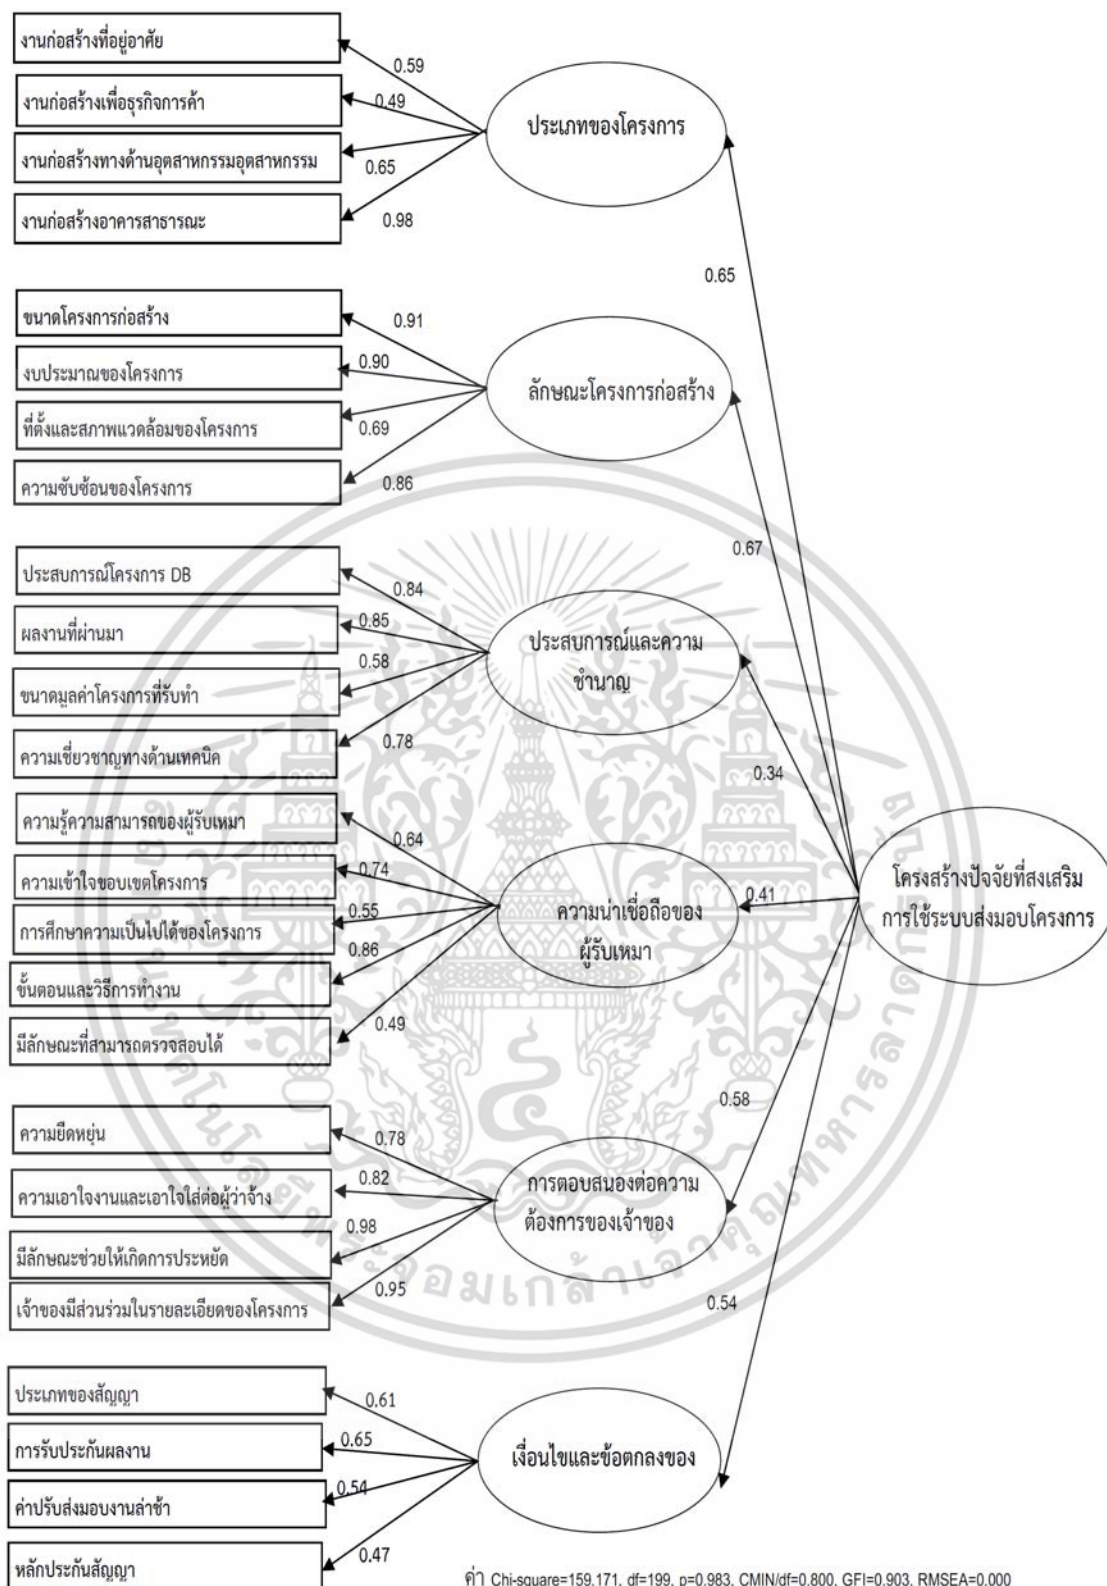 งานก่อสร้างที่อยู่อาศัย
0.59
งานก่อสร้างเพื่อธุรกิจการค้า
0.49
งานก่อสร้างทางด้านอุตสาหกรรมอุตสาหกรรม
0.65
งานก่อสร้างอาคารสาธารณะ
0.98
ประเภทของโครงการ
0.65
ขนาดโครงการก่อสร้าง
0.91
งบประมาณของโครงการ
0.90
ที่ตั้งและสภาพแวดล้อมของโครงการ
0.69
ความซับซ้อนของโครงการ
0.86
ลักษณะโครงการก่อสร้าง
0.67
ประสบการณ์โครงการ DB
0.84
ผลงานที่ผ่านมา
0.85
ขนาดมูลค่าโครงการที่รับทำ
0.58
ความเชี่ยวชาญทางด้านเทคนิค
0.78
ประสบการณ์และความ
ชำนาญ
0.34
ความรู้ความสามารถของผู้รับเหมา
0.64
ความเข้าใจขอบเขตโครงการ
0.74
การศึกษาความเป็นไปได้ของโครงการ
0.55
ขั้นตอนและวิธีการทำงาน
0.86
มีลักษณะที่สามารถตรวจสอบได้
0.49
ความน่าเชื่อถือของ
ผู้รับเหมา
0.41
โครงสร้างปัจจัยที่สงเสริม
การใช้ระบบส่งมอบโครงการ
ความยืดหยุ่น
0.78
ความเอาใจงานและเอาใจใส่ต่อผู้ว่าจ้าง
0.82
มีลักษณะช่วยให้เกิดการประหยัด
0.98
เจ้าของมีส่วนร่วมในรายละเอียดของโครงการ
0.95
การตอบสนองต่อความ
ต้องการของเจ้าของ
0.58
ประเภทของสัญญา
0.61
การรับประกันผลงาน
0.65
ค่าปรับส่งมอบงานล่าช้า
0.54
หลักประกันสัญญา
0.47
เงื่อนไขและข้อตกลงของ
0.54
ค่า Chi-square=159.171, df=199, p=0.983, CMIN/df=0.800, GFI=0.903, RMSEA=0.000